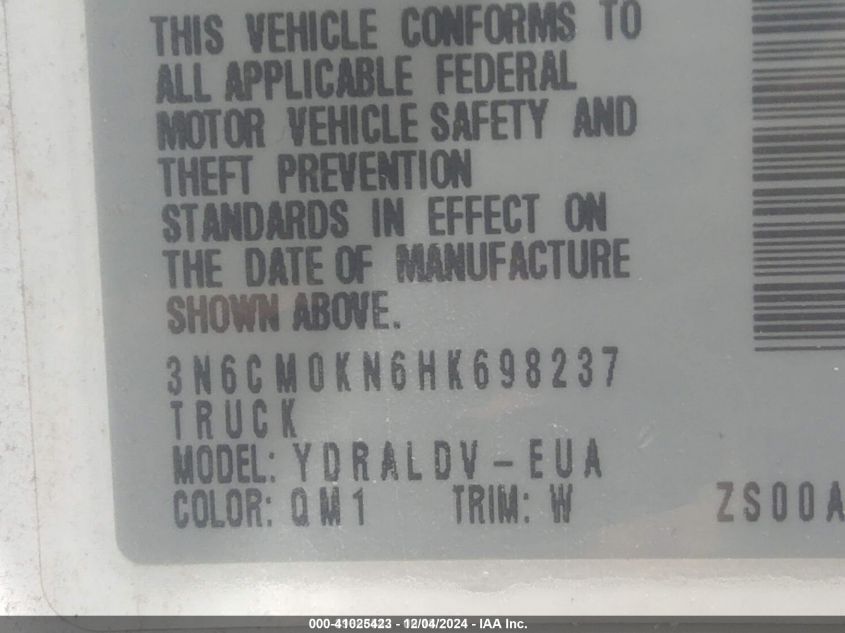 THIS VEHICLE CONFORMS TO
ALL APPLICABLE FEDERAL
MOTOR VEHICLE SAFETY AND
THEFT PREVENTION
STANDARDS IN EFFECT ON
THE DATE OF MANUFACTURE
SHOWN ABOVE.
3N6CM0KN6HK698237
TRUCK
MODEL: YDRALDV-EUA
COLOR: QM1 TRIM: W ZS00A
000-41025423 - 12/04/2024 - IAA Inc.